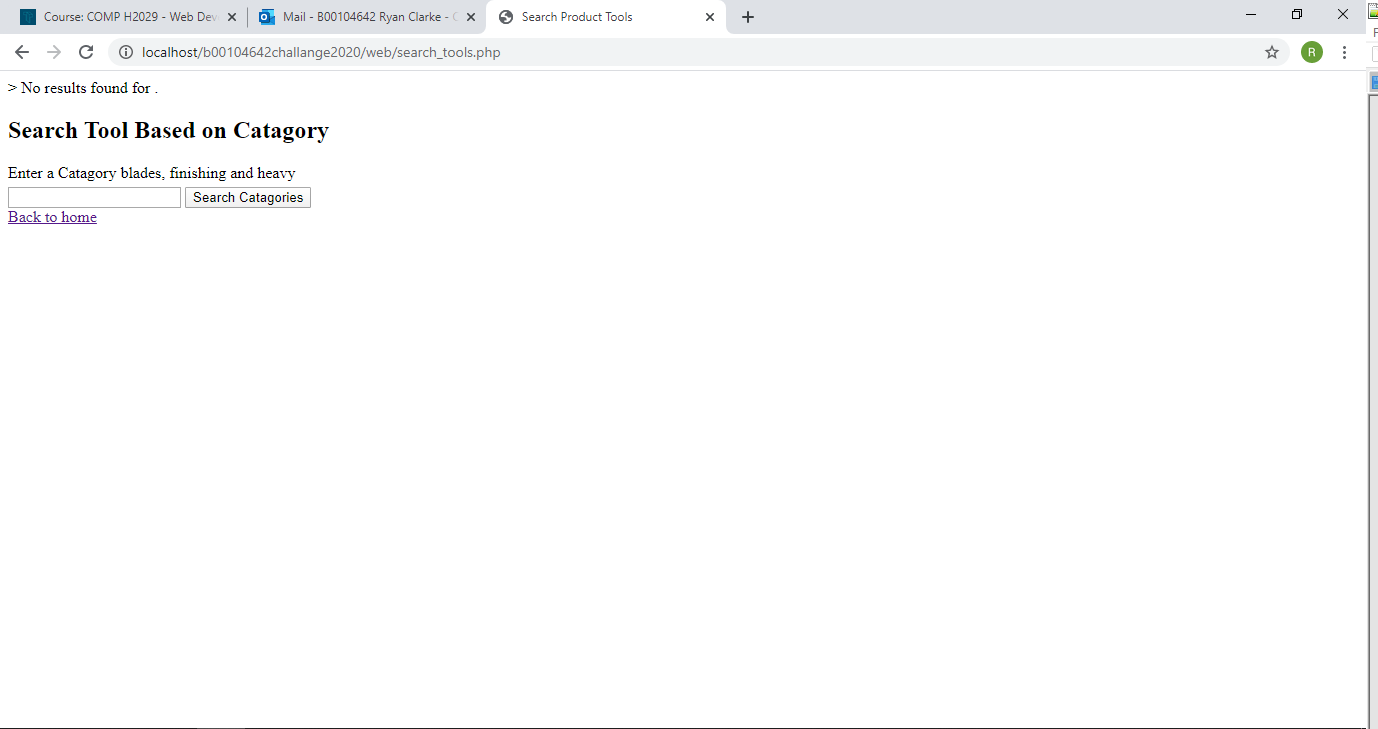 Course: COMP H2029 - Web Dev
Mail - B00104642 Ryan Clarke -
Search Product Tools
localhost/b00104642challange2020/web/search_tools.php
R
> No results found for .
Search Tool Based on Catagory
Enter a Catagory blades, finishing and heavy
Search Catagories
Back to home